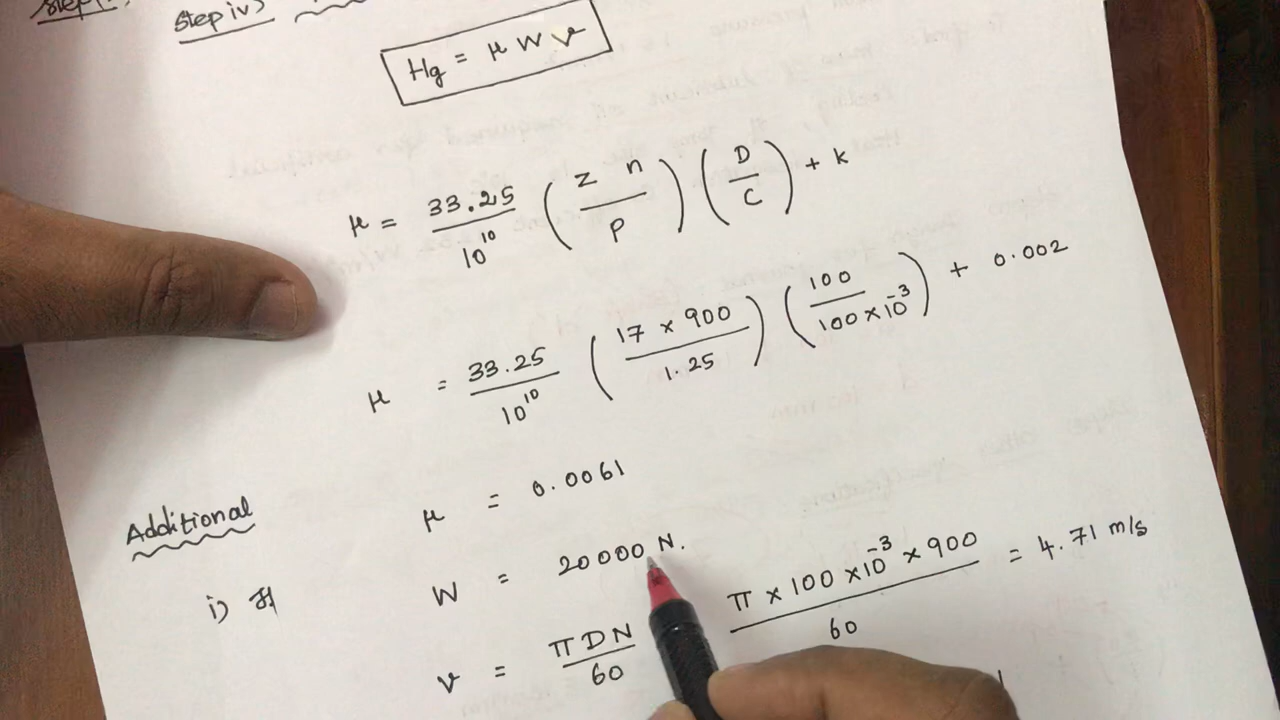 Step iv)
Hg = μ W v
μ = 33.25 / 10^10 ( Z n / P ) ( D / C ) + k
μ = 33.25 / 10^10 ( 17 × 900 / 1.25 ) ( 100 / 100 × 10^-3 ) + 0.002
μ = 0.0061
Additional
W = 20000 N.
i)
v = π D N / 60 π × 100 × 10^-3 × 900 / 60 = 4.71 m/s